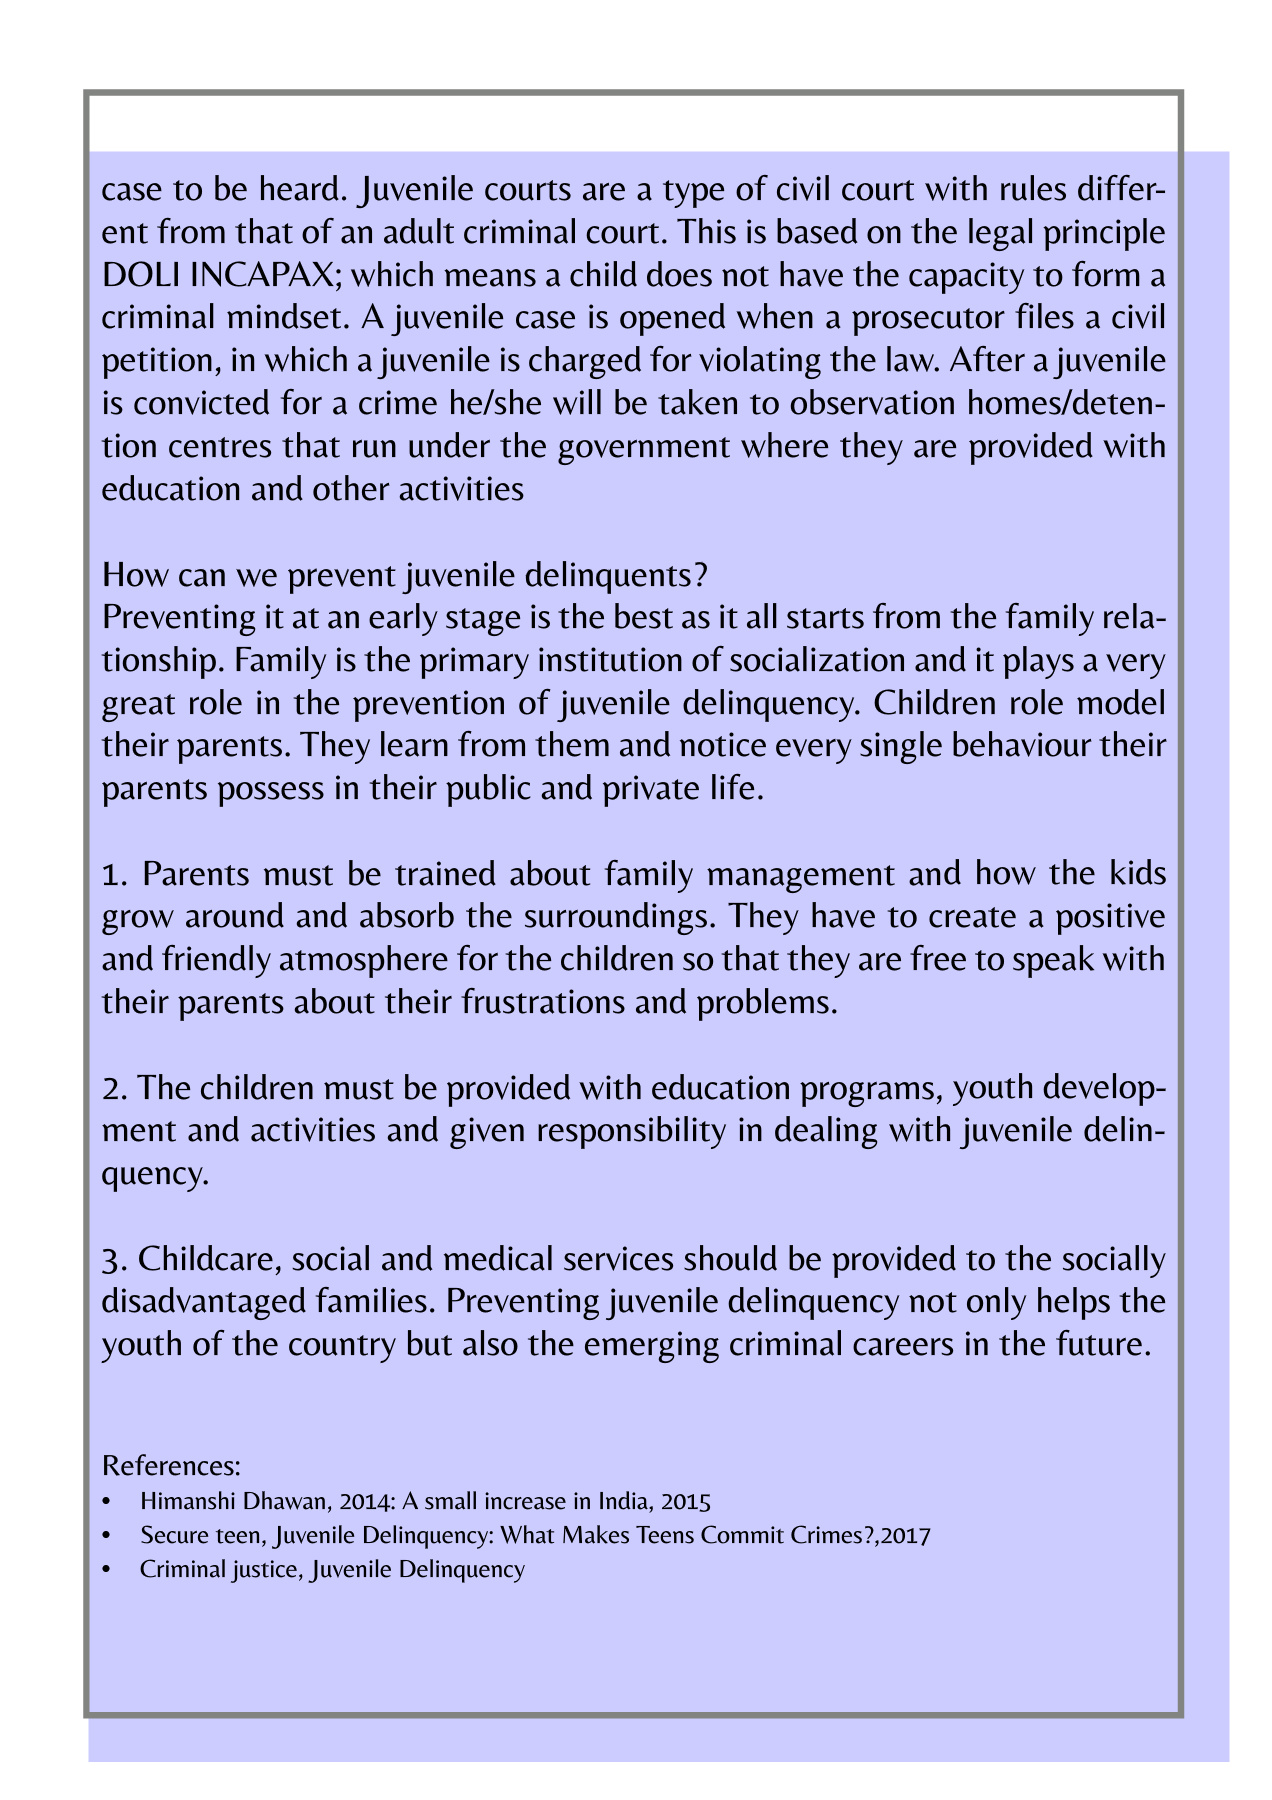 case to be heard. Juvenile courts are a type of civil court with rules differ-
ent from that of an adult criminal court. This is based on the legal principle
DOLI INCAPAX; which means a child does not have the capacity to form a
criminal mindset. A juvenile case is opened when a prosecutor files a civil
petition, in which a juvenile is charged for violating the law. After a juvenile
is convicted for a crime he/she will be taken to observation homes/deten-
tion centres that run under the government where they are provided with
education and other activities
How can we prevent juvenile delinquents?
Preventing it at an early stage is the best as it all starts from the family rela-
tionship. Family is the primary institution of socialization and it plays a very
great role in the prevention of juvenile delinquency. Children role model
their parents. They learn from them and notice every single behaviour their
parents possess in their public and private life.
1. Parents must be trained about family management and how the kids
grow around and absorb the surroundings. They have to create a positive
and friendly atmosphere for the children so that they are free to speak with
their parents about their frustrations and problems.
2. The children must be provided with education programs, youth develop-
ment and activities and given responsibility in dealing with juvenile delin-
quency.
3. Childcare, social and medical services should be provided to the socially
disadvantaged families. Preventing juvenile delinquency not only helps the
youth of the country but also the emerging criminal careers in the future.
References:
• Himanshi Dhawan, 2014: A small increase in India, 2015
• Secure teen, Juvenile Delinquency: What Makes Teens Commit Crimes?,2017
• Criminal justice, Juvenile Delinquency